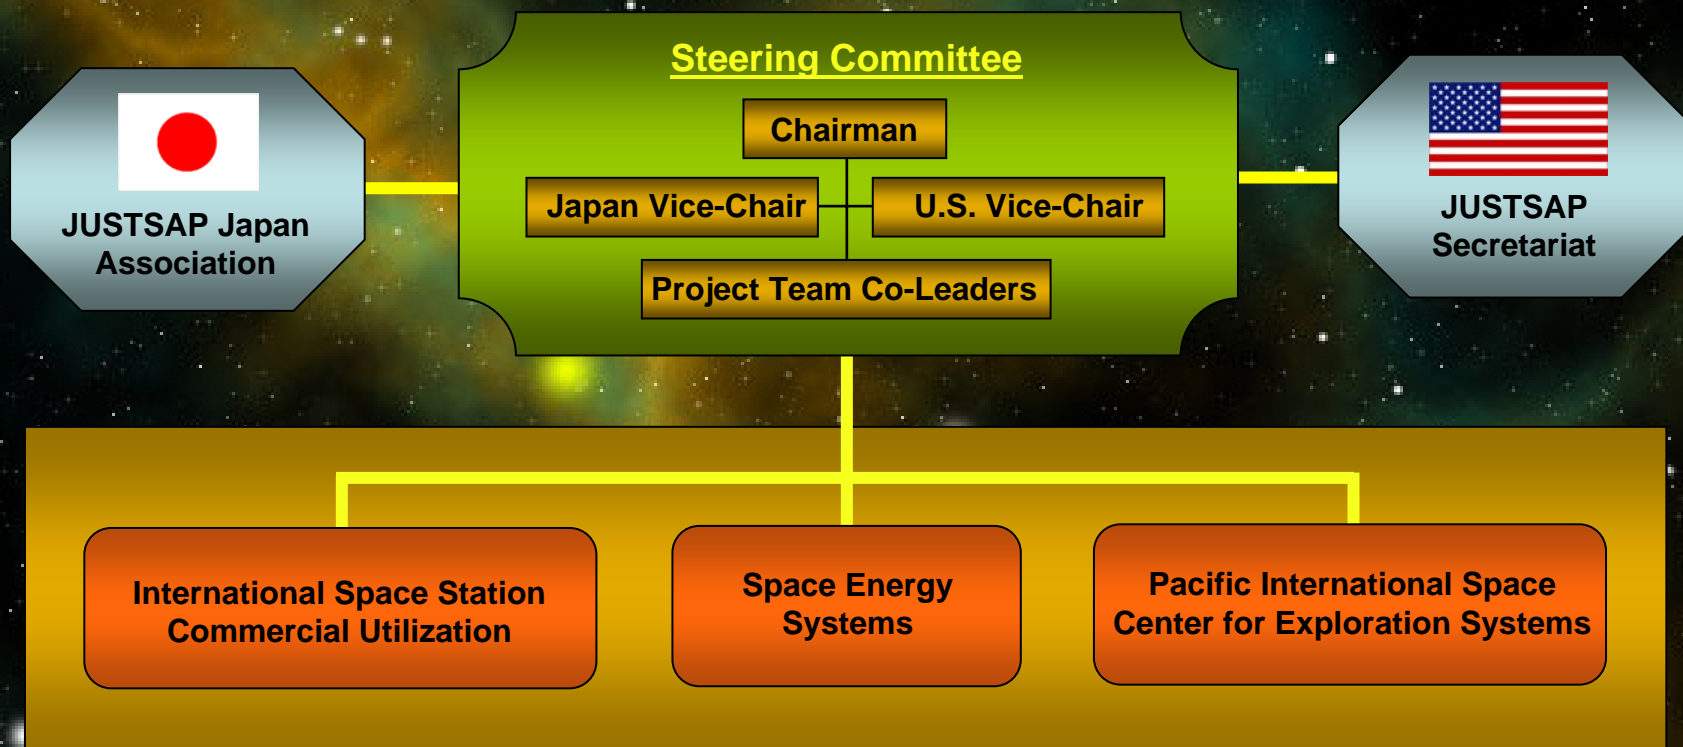 Steering Committee
Chairman
Japan Vice-Chair
U.S. Vice-Chair
Project Team Co-Leaders
JUSTSAP Japan
Association
JUSTSAP
Secretariat
International Space Station
Commercial Utilization
Space Energy
Systems
Pacific International Space
Center for Exploration Systems